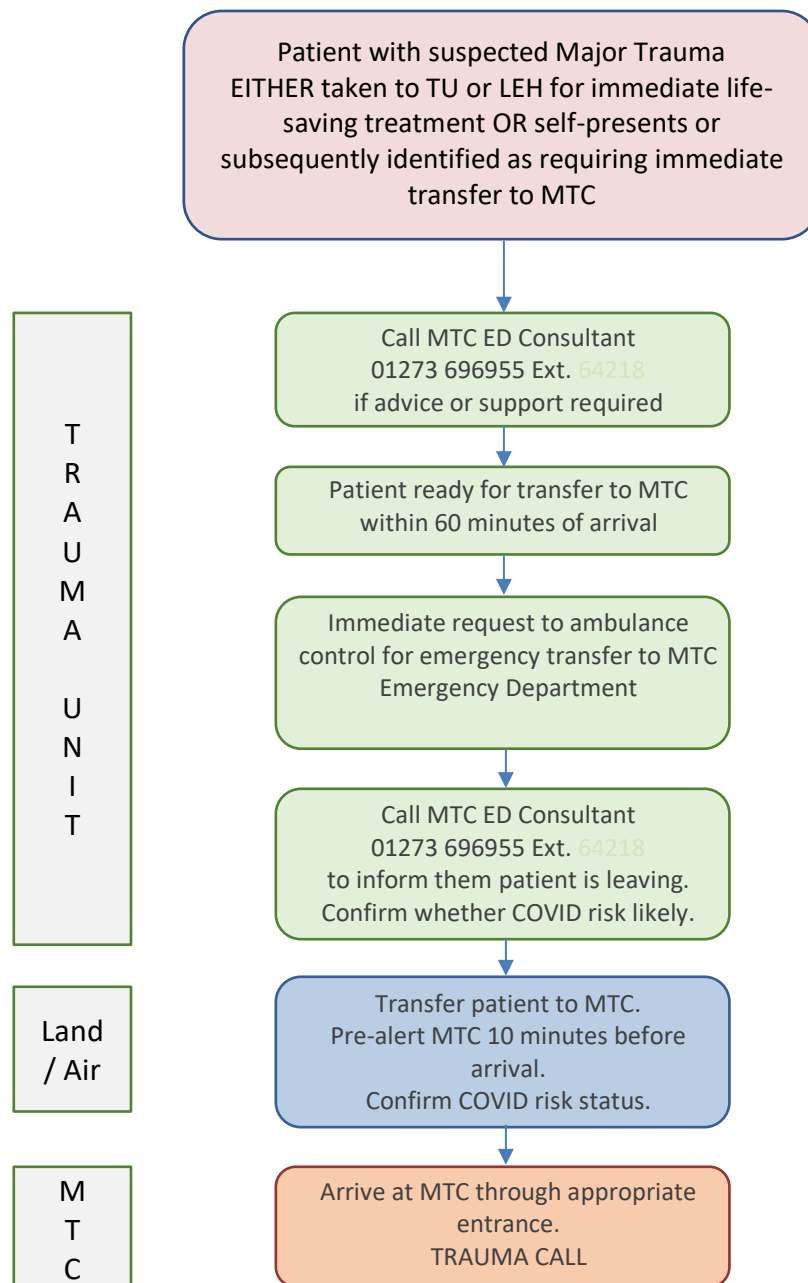 Patient with suspected Major Trauma
EITHER taken to TU or LEH for immediate life-
saving treatment OR self-presents or
subsequently identified as requiring immediate
transfer to MTC
TRAUMA UNIT
Call MTC ED Consultant
01273 696955 Ext. 64218
if advice or support required
Patient ready for transfer to MTC
within 60 minutes of arrival
Immediate request to ambulance
control for emergency transfer to MTC
Emergency Department
Call MTC ED Consultant
01273 696955 Ext. 64218
to inform them patient is leaving.
Confirm whether COVID risk likely.
Land
/ Air
Transfer patient to MTC.
Pre-alert MTC 10 minutes before
arrival.
Confirm COVID risk status.
MTC
Arrive at MTC through appropriate
entrance.
TRAUMA CALL